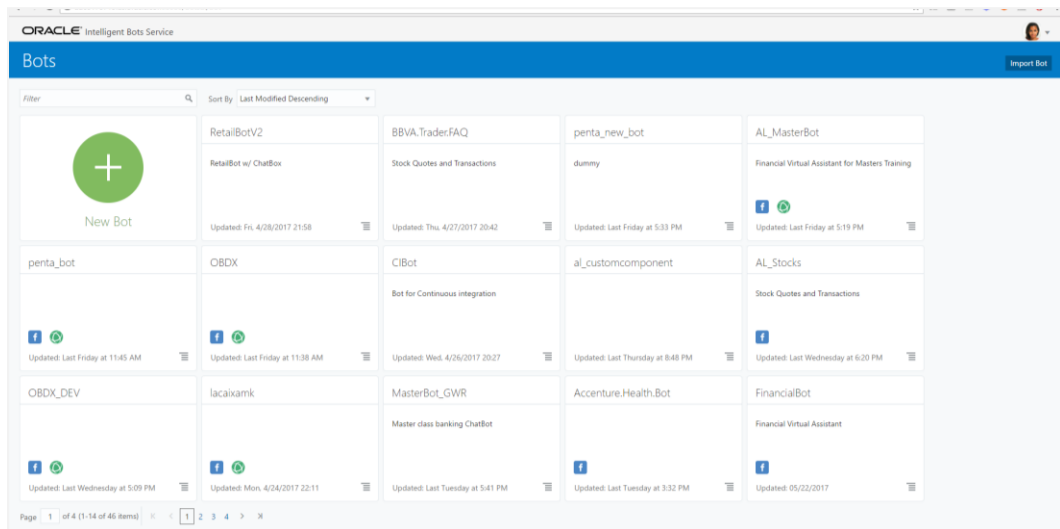 ORACLE® Intelligent Bots Service
Bots
Import Bot
Filter
Sort By Last Modified Descending
New Bot
RetailBotV2
RetailBot w/ ChatBox
Updated: Fri, 4/28/2017 21:58
BBVA.Trader.FAQ
Stock Quotes and Transactions
Updated: Thu, 4/27/2017 20:42
penta_new_bot
dummy
Updated: Last Friday at 5:33 PM
AL_MasterBot
Financial Virtual Assistant for Masters Training
Updated: Last Friday at 5:19 PM
penta_bot
Updated: Last Friday at 11:45 AM
OBDX
Updated: Last Friday at 11:38 AM
CIBot
Bot for Continuous integration
Updated: Wed, 4/26/2017 20:27
al_customcomponent
Updated: Last Thursday at 8:48 PM
AL_Stocks
Stock Quotes and Transactions
Updated: Last Wednesday at 6:20 PM
OBDX_DEV
Updated: Last Wednesday at 5:09 PM
lacaixamk
Updated: Mon, 4/24/2017 22:11
MasterBot_GWR
Master class banking ChatBot
Updated: Last Tuesday at 5:41 PM
Accenture.Health.Bot
Updated: Last Tuesday at 3:32 PM
FinancialBot
Financial Virtual Assistant
Updated: 05/22/2017
Page 1 of 4 (1-14 of 46 items) 1 2 3 4